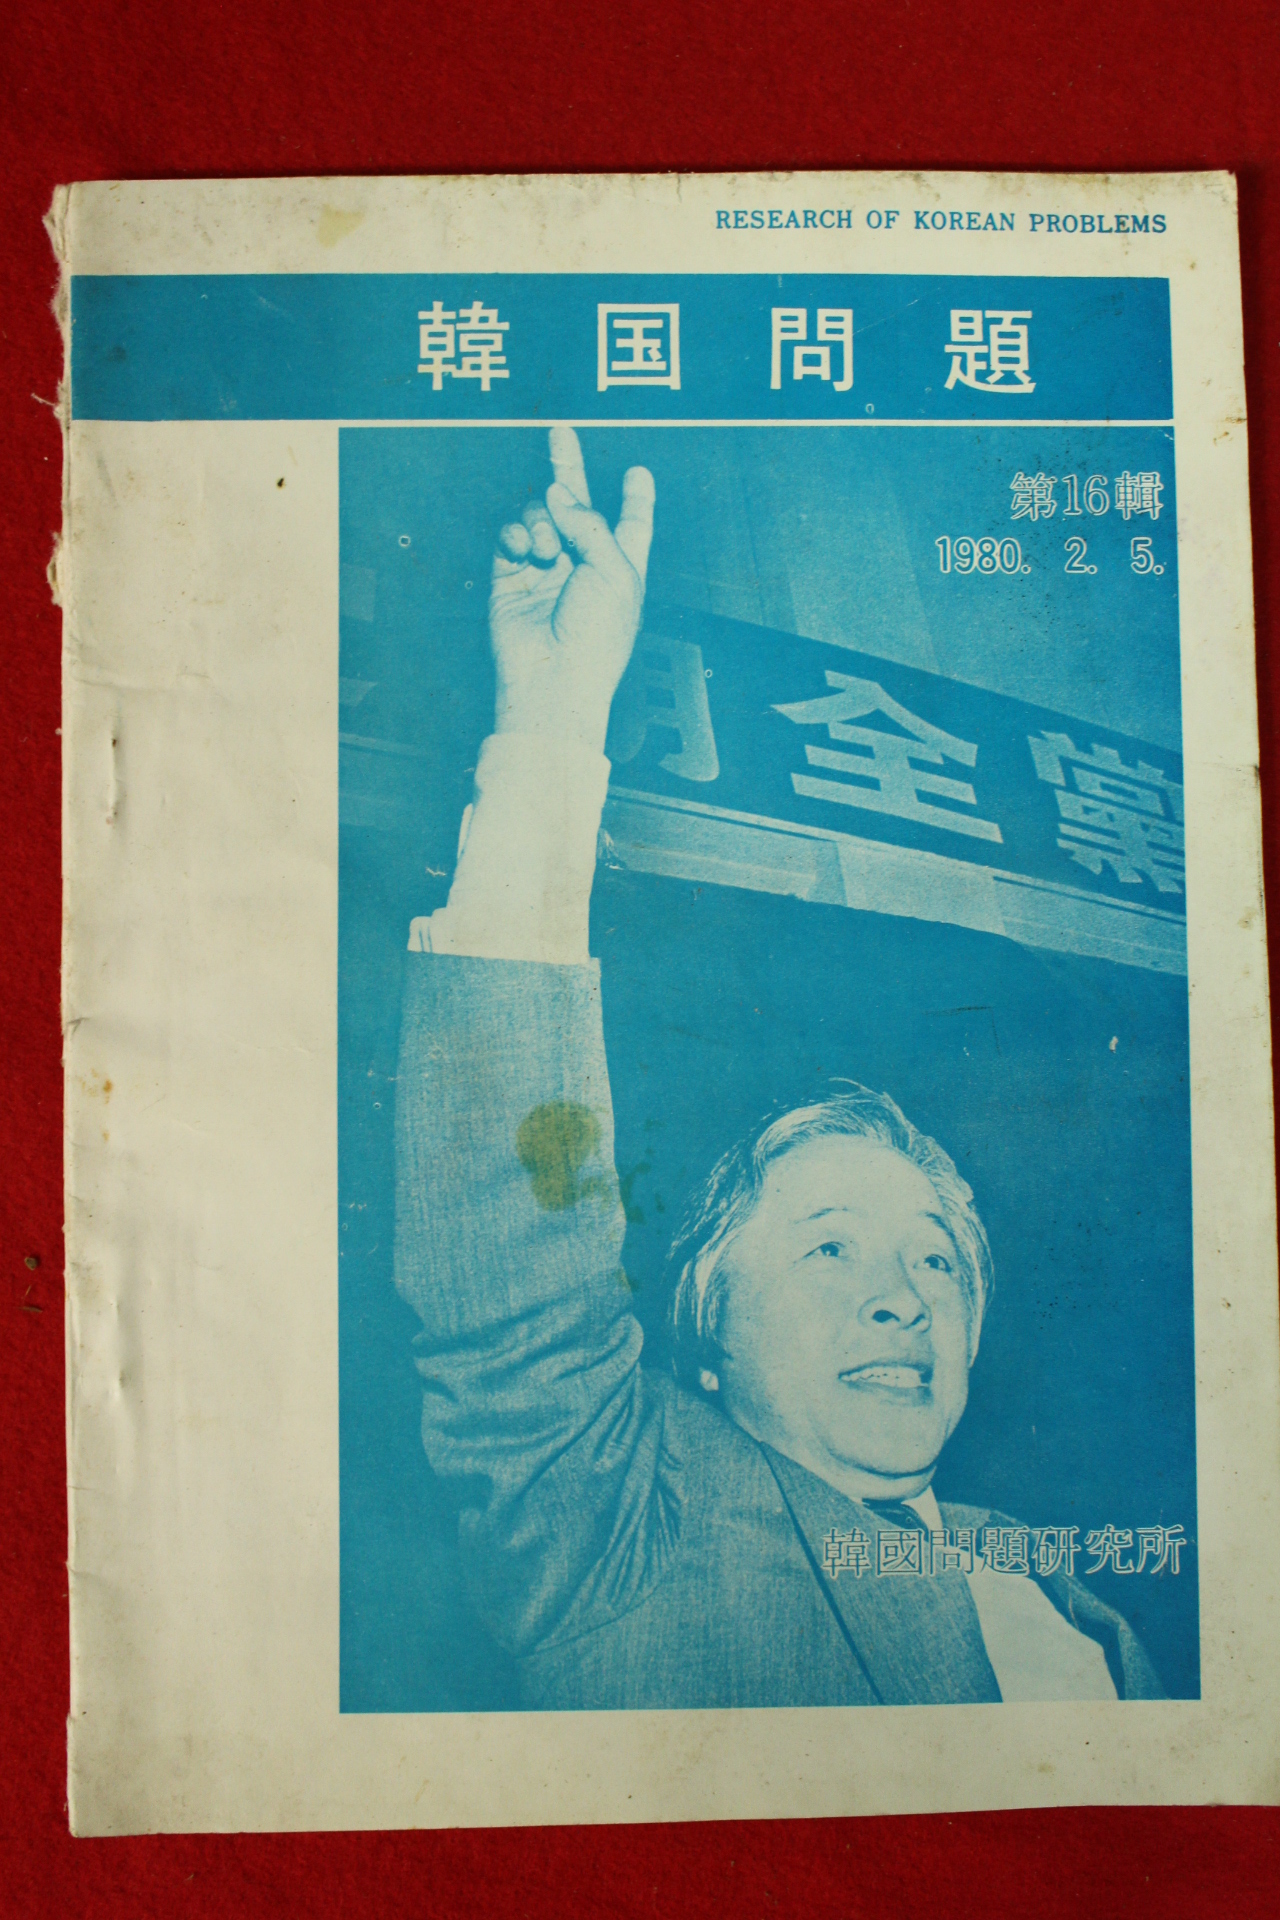 RESEARCH OF KOREAN PROBLEMS
韓国問題
第16輯
1980. 2. 5.
全黨
韓國問題研究所